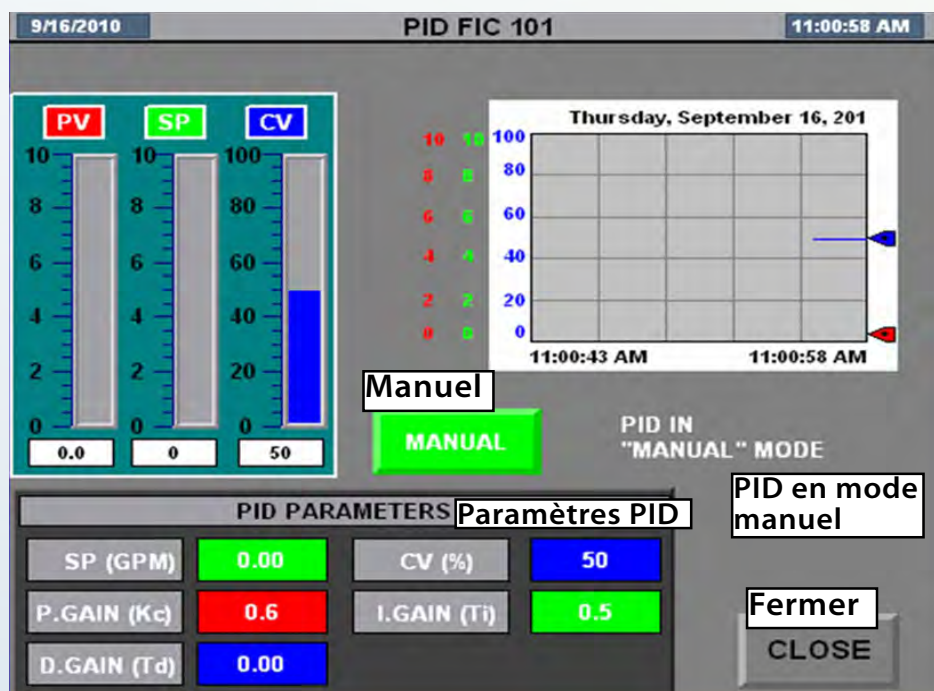 9/16/2010 PID FIC 101 11:00:58 AM
PV SP CV
10 10 100
8 8 80
6 6 60
4 4 40
2 2 20
0 0 0
0.0 0 50
Thursday, September 16, 201
10 10 100
8 8 80
6 6 60
4 4 40
2 2 20
0 0 0
11:00:43 AM 11:00:58 AM
Manuel
MANUAL
PID IN
"MANUAL" MODE
PID en mode
manuel
PID PARAMETERS Paramètres PID
SP (GPM) 0.00 CV (%) 50
P.GAIN (Kc) 0.6 I.GAIN (Ti) 0.5
D.GAIN (Td) 0.00
Fermer
CLOSE